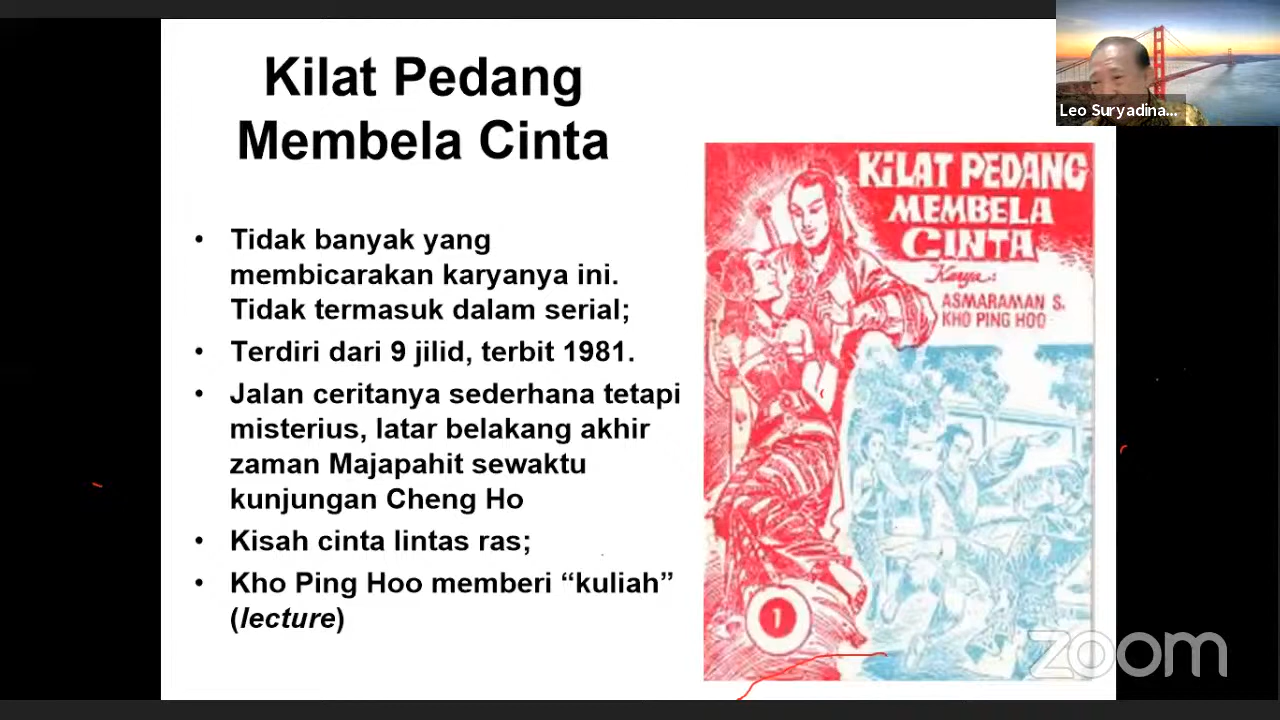 Kilat Pedang
Membela Cinta
• Tidak banyak yang
membicarakan karyanya ini.
Tidak termasuk dalam serial;
• Terdiri dari 9 jilid, terbit 1981.
• Jalan ceritanya sederhana tetapi
misterius, latar belakang akhir
zaman Majapahit sewaktu
kunjungan Cheng Ho
• Kisah cinta lintas ras;
• Kho Ping Hoo memberi “kuliah”
(lecture)
Leo Suryadina...
KILAT PEDANG
MEMBELA
CINTA
Karya:
ASMARAMAN S.
KHO PING HOO
1
zoom